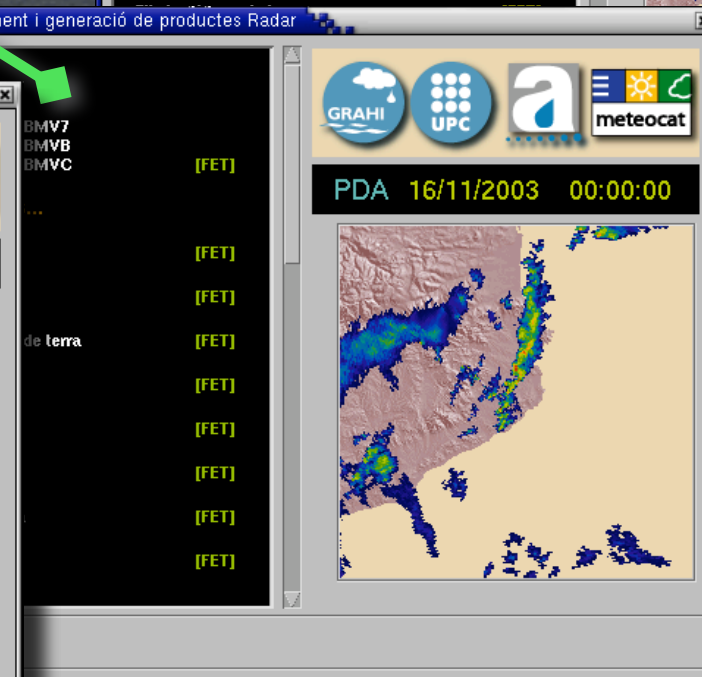 ent i generació de productes Radar
BMV7
BMVB
BMVC [FET]
...
[FET]
[FET]
de terra [FET]
[FET]
[FET]
[FET]
[FET]
[FET]
GRAHI
UPC
a
meteocat
PDA 16/11/2003 00:00:00